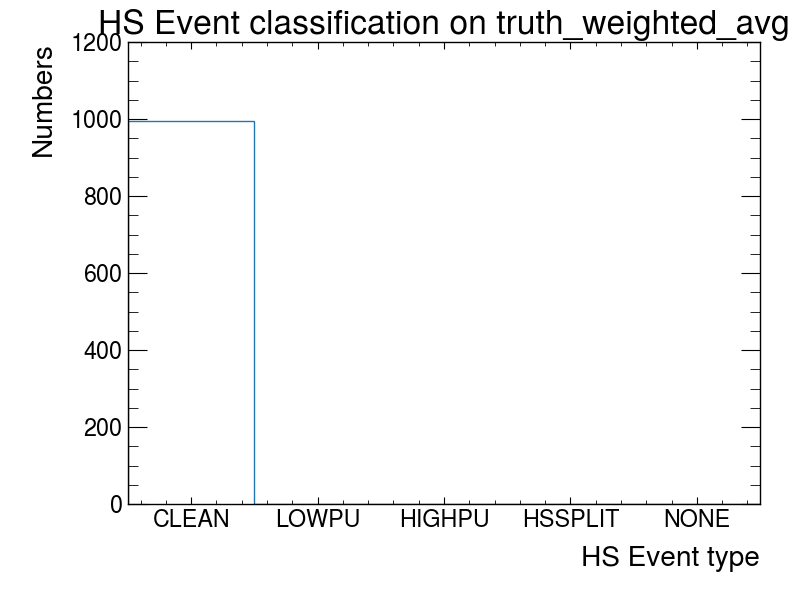 HS Event classification on truth_weighted_avg
Numbers
1200
1000
800
600
400
200
0
CLEAN LOWPU HIGHPU HSSPLIT NONE
HS Event type